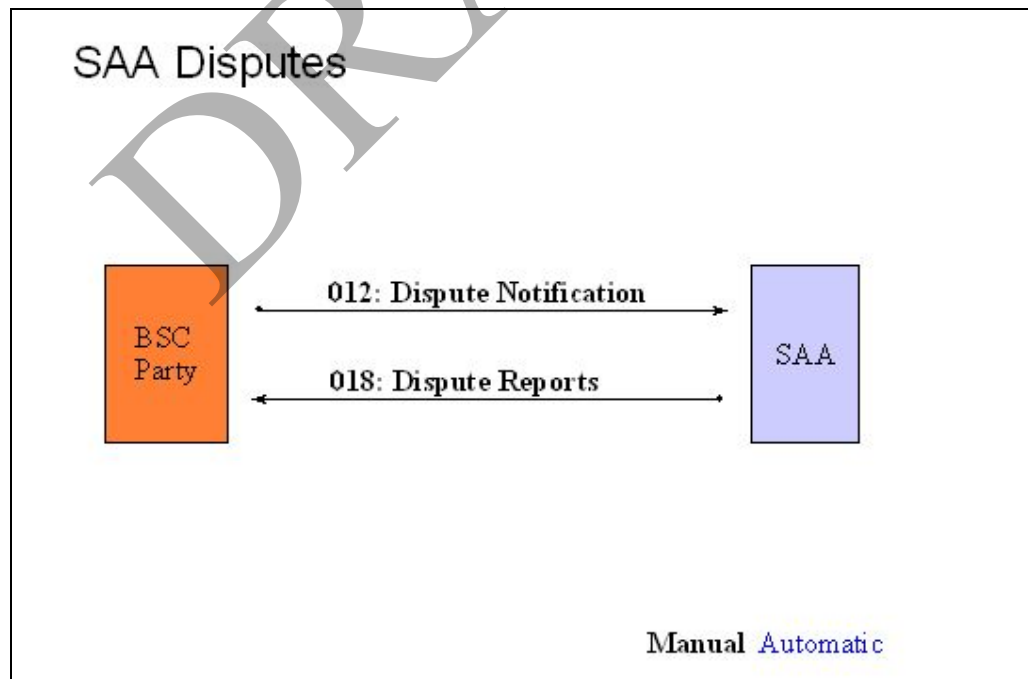 SAA Disputes
012: Dispute Notification
BSC
Party
SAA
018: Dispute Reports
Manual Automatic